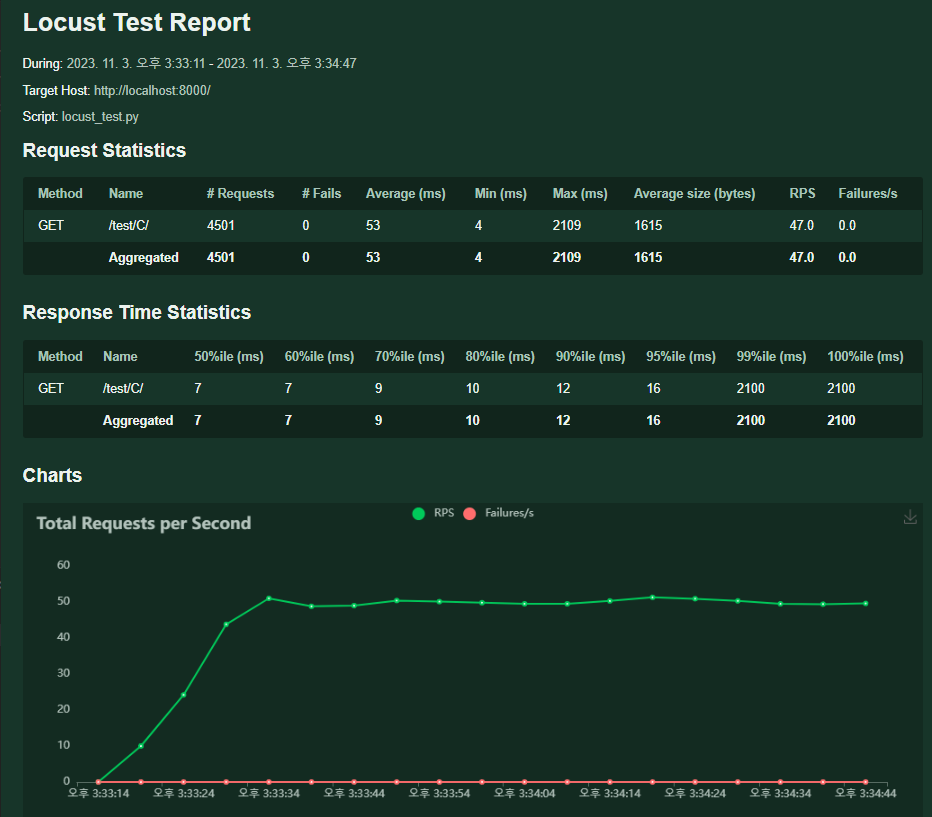 Locust Test Report
During: 2023. 11. 3. 오후 3:33:11 - 2023. 11. 3. 오후 3:34:47
Target Host: http://localhost:8000/
Script: locust_test.py
Request Statistics
Method Name # Requests # Fails Average (ms) Min (ms) Max (ms) Average size (bytes) RPS Failures/s
GET /test/C/ 4501 0 53 4 2109 1615 47.0 0.0
Aggregated 4501 0 53 4 2109 1615 47.0 0.0
Response Time Statistics
Method Name 50%ile (ms) 60%ile (ms) 70%ile (ms) 80%ile (ms) 90%ile (ms) 95%ile (ms) 99%ile (ms) 100%ile (ms)
GET /test/C/ 7 7 9 10 12 16 2100 2100
Aggregated 7 7 9 10 12 16 2100 2100
Charts
Total Requests per Second
RPS Failures/s
60
50
40
30
20
10
0
오후 3:33:14 오후 3:33:24 오후 3:33:34 오후 3:33:44 오후 3:33:54 오후 3:34:04 오후 3:34:14 오후 3:34:24 오후 3:34:34 오후 3:34:44